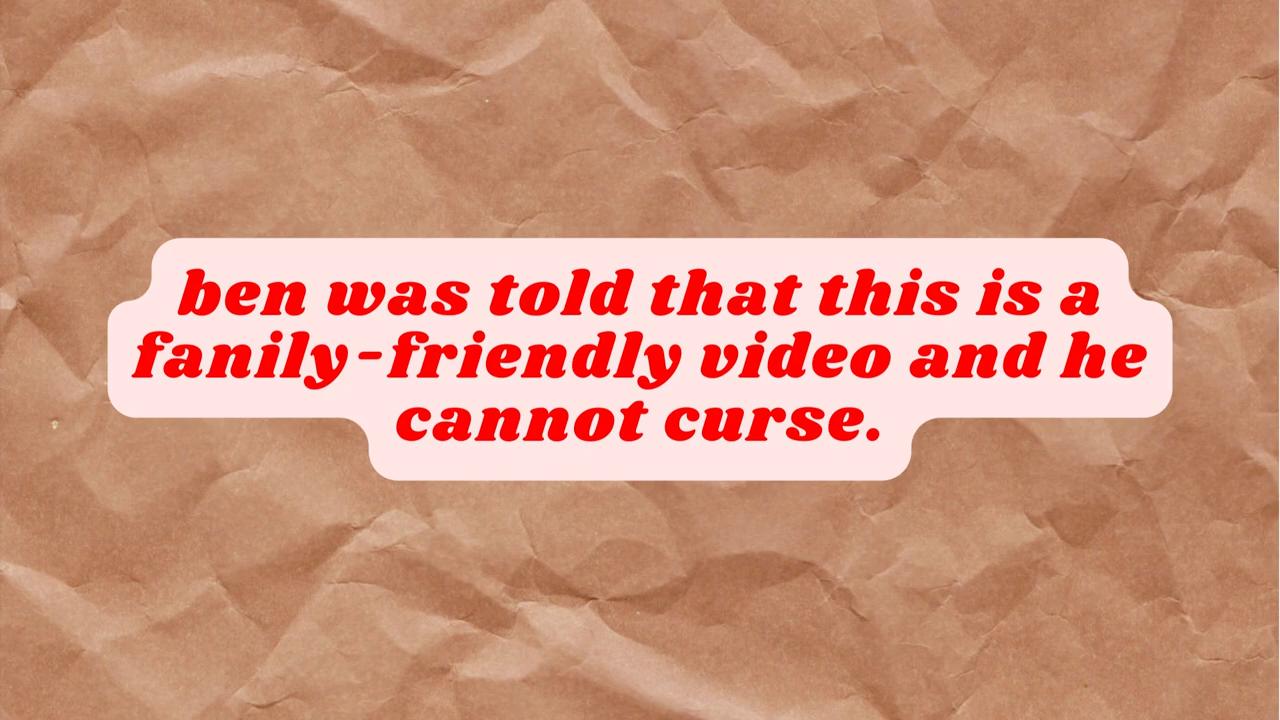 ben was told that this is a
fanily-friendly video and he
cannot curse.